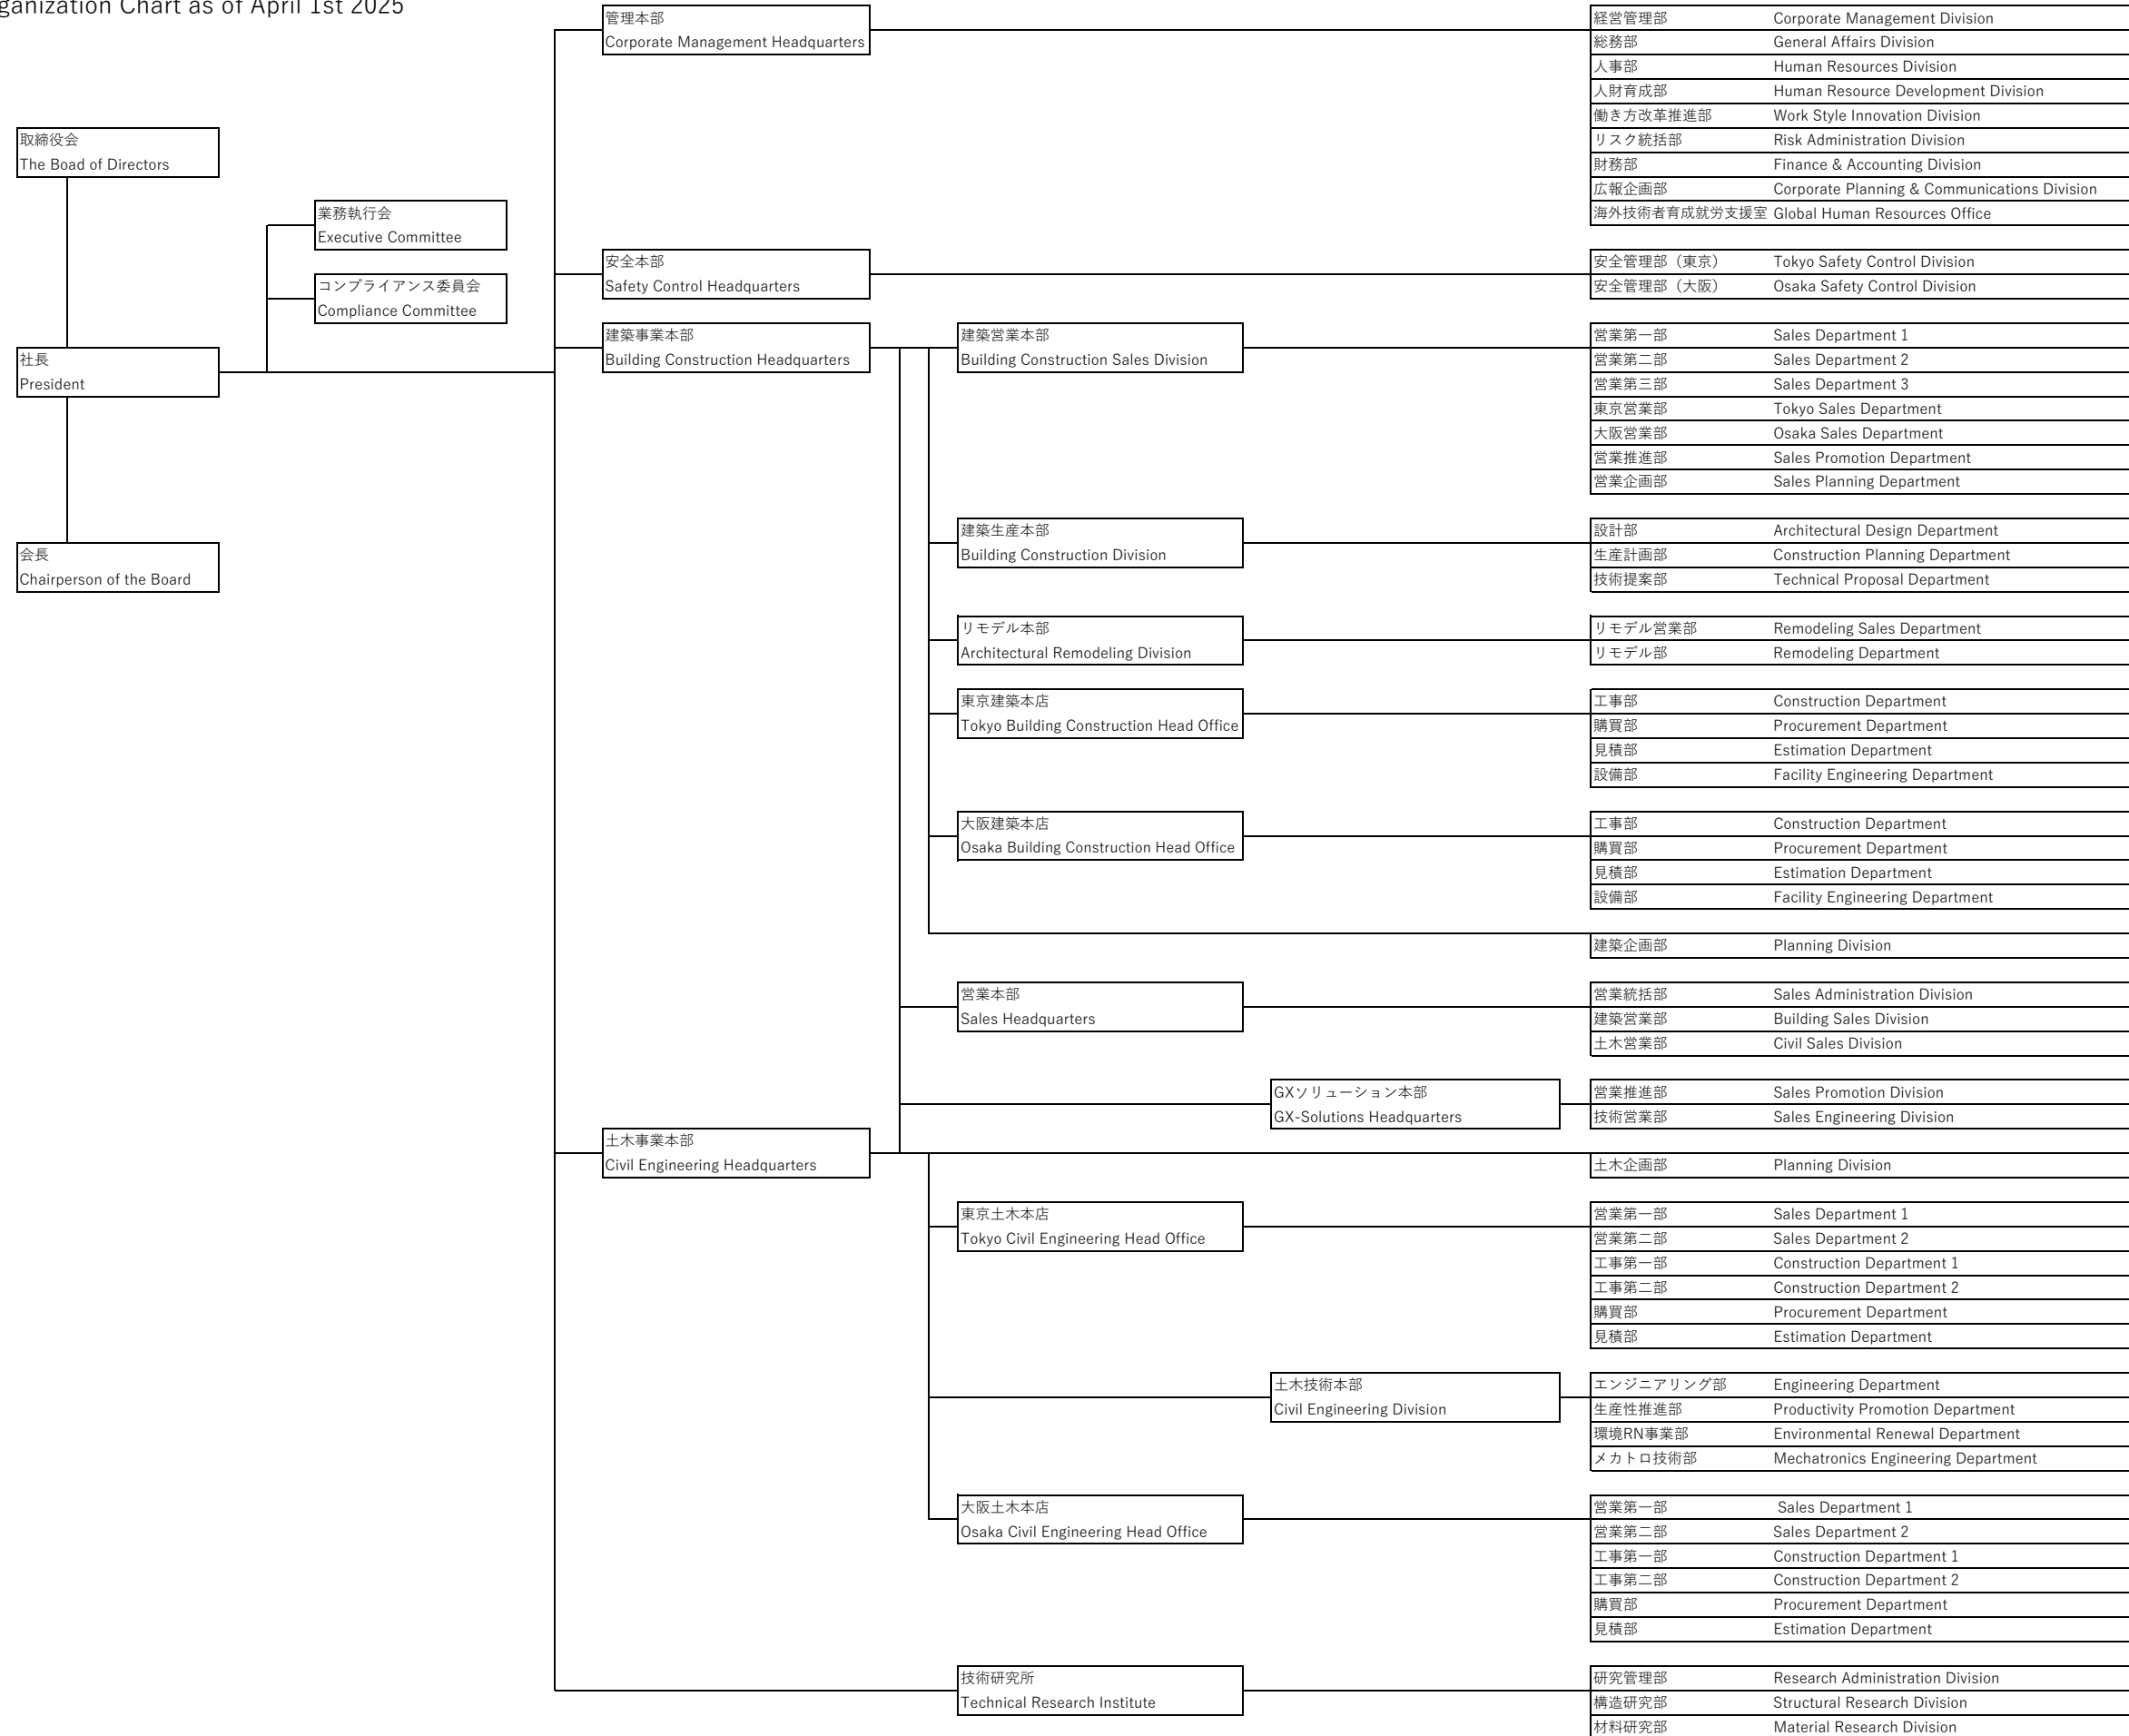 ganization Chart as of April 1st 2025
取締役会
The Boad of Directors
社長
President
会長
Chairperson of the Board
業務執行会
Executive Committee
コンプライアンス委員会
Compliance Committee
管理本部
Corporate Management Headquarters
経営管理部 Corporate Management Division
総務部 General Affairs Division
人事部 Human Resources Division
人財育成部 Human Resource Development Division
働き方改革推進部 Work Style Innovation Division
リスク統括部 Risk Administration Division
財務部 Finance & Accounting Division
広報企画部 Corporate Planning & Communications Division
海外技術者育成就労支援室 Global Human Resources Office
安全本部
Safety Control Headquarters
安全管理部（東京） Tokyo Safety Control Division
安全管理部（大阪） Osaka Safety Control Division
建築事業本部
Building Construction Headquarters
建築営業本部
Building Construction Sales Division
営業第一部 Sales Department 1
営業第二部 Sales Department 2
営業第三部 Sales Department 3
東京営業部 Tokyo Sales Department
大阪営業部 Osaka Sales Department
営業推進部 Sales Promotion Department
営業企画部 Sales Planning Department
建築生産本部
Building Construction Division
設計部 Architectural Design Department
生産計画部 Construction Planning Department
技術提案部 Technical Proposal Department
リモデル本部
Architectural Remodeling Division
リモデル営業部 Remodeling Sales Department
リモデル部 Remodeling Department
東京建築本店
Tokyo Building Construction Head Office
工事部 Construction Department
購買部 Procurement Department
見積部 Estimation Department
設備部 Facility Engineering Department
大阪建築本店
Osaka Building Construction Head Office
工事部 Construction Department
購買部 Procurement Department
見積部 Estimation Department
設備部 Facility Engineering Department
建築企画部 Planning Division
営業本部
Sales Headquarters
営業統括部 Sales Administration Division
建築営業部 Building Sales Division
土木営業部 Civil Sales Division
GXソリューション本部
GX-Solutions Headquarters
営業推進部 Sales Promotion Division
技術営業部 Sales Engineering Division
土木事業本部
Civil Engineering Headquarters
土木企画部 Planning Division
東京土木本店
Tokyo Civil Engineering Head Office
営業第一部 Sales Department 1
営業第二部 Sales Department 2
工事第一部 Construction Department 1
工事第二部 Construction Department 2
購買部 Procurement Department
見積部 Estimation Department
土木技術本部
Civil Engineering Division
エンジニアリング部 Engineering Department
生産性推進部 Productivity Promotion Department
環境RN事業部 Environmental Renewal Department
メカトロ技術部 Mechatronics Engineering Department
大阪土木本店
Osaka Civil Engineering Head Office
営業第一部 Sales Department 1
営業第二部 Sales Department 2
工事第一部 Construction Department 1
工事第二部 Construction Department 2
購買部 Procurement Department
見積部 Estimation Department
技術研究所
Technical Research Institute
研究管理部 Research Administration Division
構造研究部 Structural Research Division
材料研究部 Material Research Division